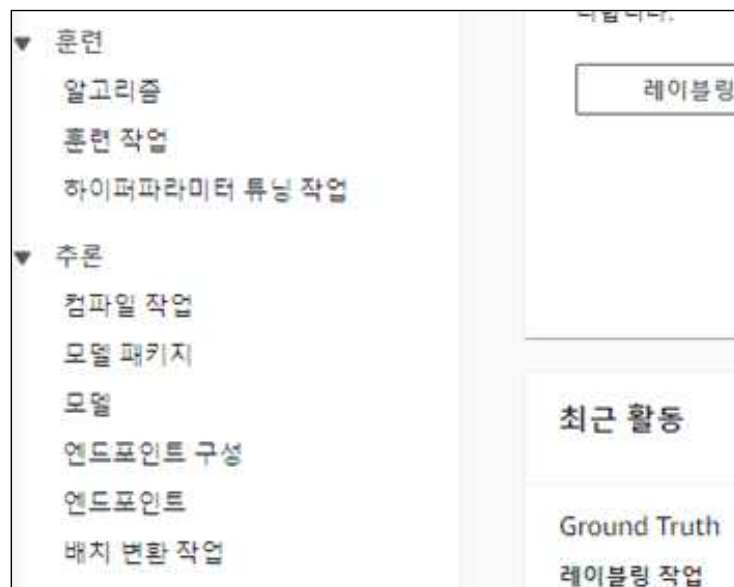 훈련
알고리즘
훈련 작업
하이퍼파라미터 튜닝 작업
추론
컴파일 작업
모델 패키지
모델
엔드포인트 구성
엔드포인트
배치 변환 작업
레이블링
최근 활동
Ground Truth
레이블링 작업